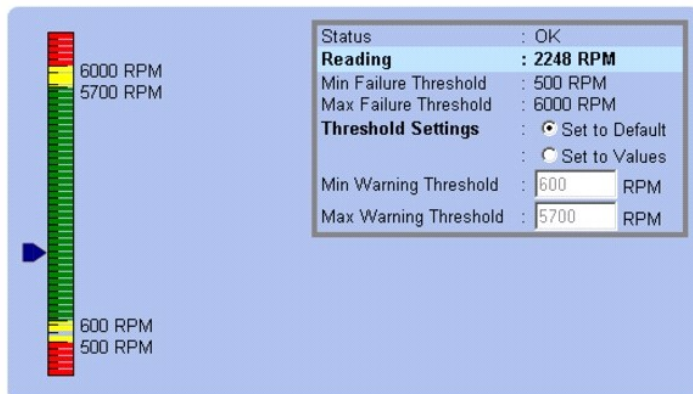 6000 RPM
5700 RPM
600 RPM
500 RPM
Status : OK
Reading : 2248 RPM
Min Failure Threshold : 500 RPM
Max Failure Threshold : 6000 RPM
Threshold Settings : Set to Default
: Set to Values
Min Warning Threshold : 600 RPM
Max Warning Threshold : 5700 RPM